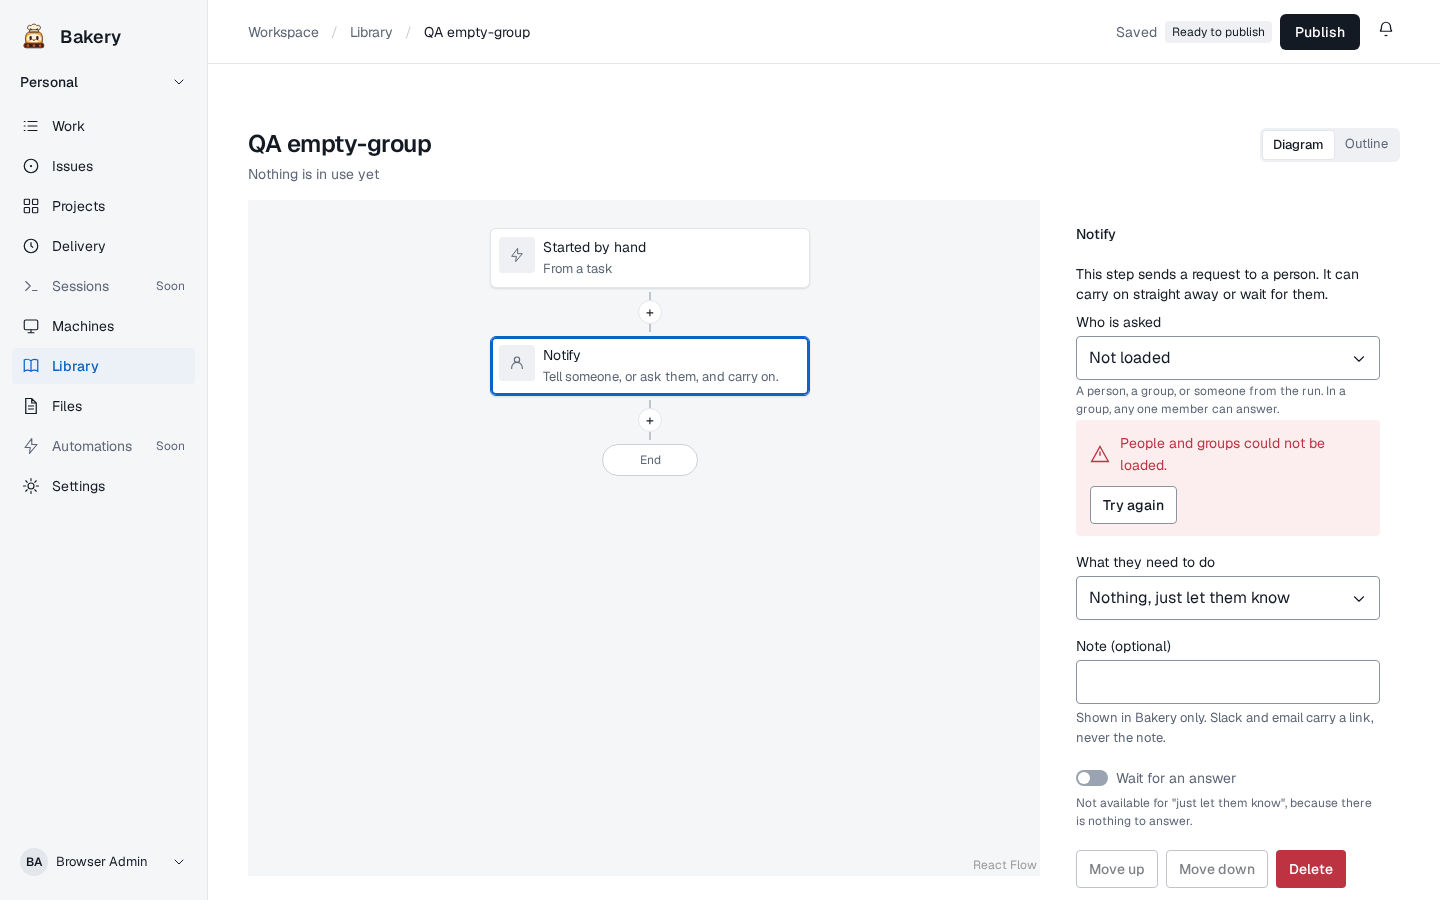 Bakery
Personal
Work
Issues
Projects
Delivery
Sessions Soon
Machines
Library
Files
Automations Soon
Settings
BA Browser Admin
Workspace / Library / QA empty-group
Saved Ready to publish Publish
QA empty-group
Nothing is in use yet
Diagram Outline
Started by hand
From a task
+
Notify
Tell someone, or ask them, and carry on.
+
End
React Flow
Notify
This step sends a request to a person. It can
carry on straight away or wait for them.
Who is asked
Not loaded
A person, a group, or someone from the run. In a
group, any one member can answer.
People and groups could not be
loaded.
Try again
What they need to do
Nothing, just let them know
Note (optional)
Shown in Bakery only. Slack and email carry a link,
never the note.
Wait for an answer
Not available for "just let them know", because there
is nothing to answer.
Move up Move down Delete